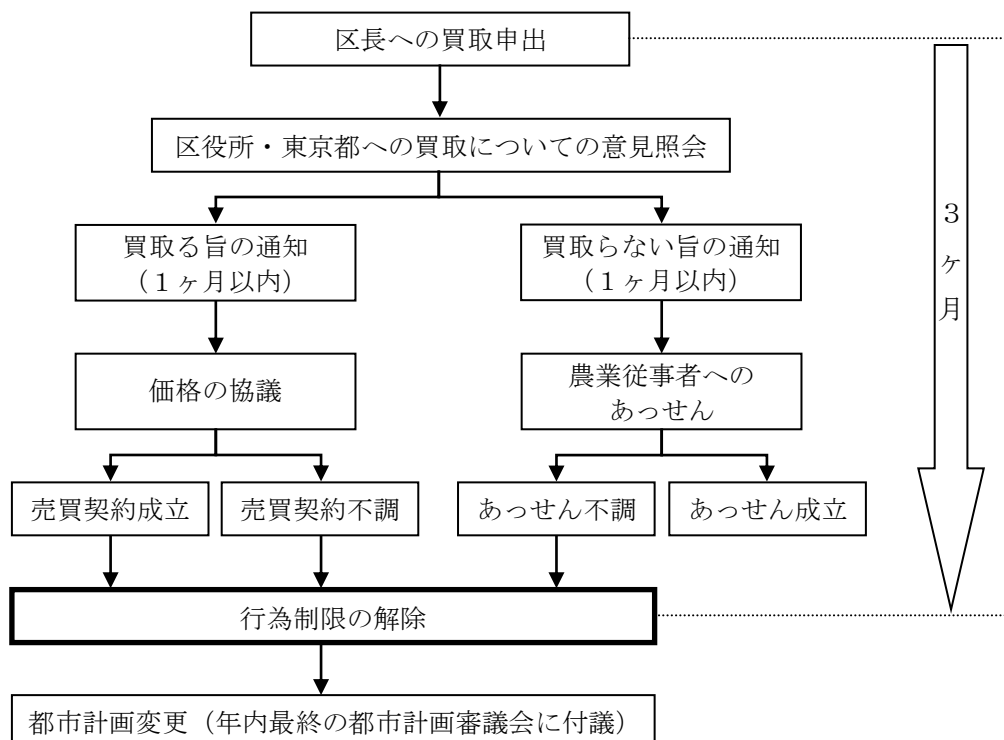 区長への買取申出
区役所・東京都への買取についての意見照会
買取る旨の通知
（１ヶ月以内）
買取らない旨の通知
（１ヶ月以内）
価格の協議
農業従事者への
あっせん
売買契約成立
売買契約不調
あっせん不調
あっせん成立
行為制限の解除
都市計画変更（年内最終の都市計画審議会に付議）
３ヶ月